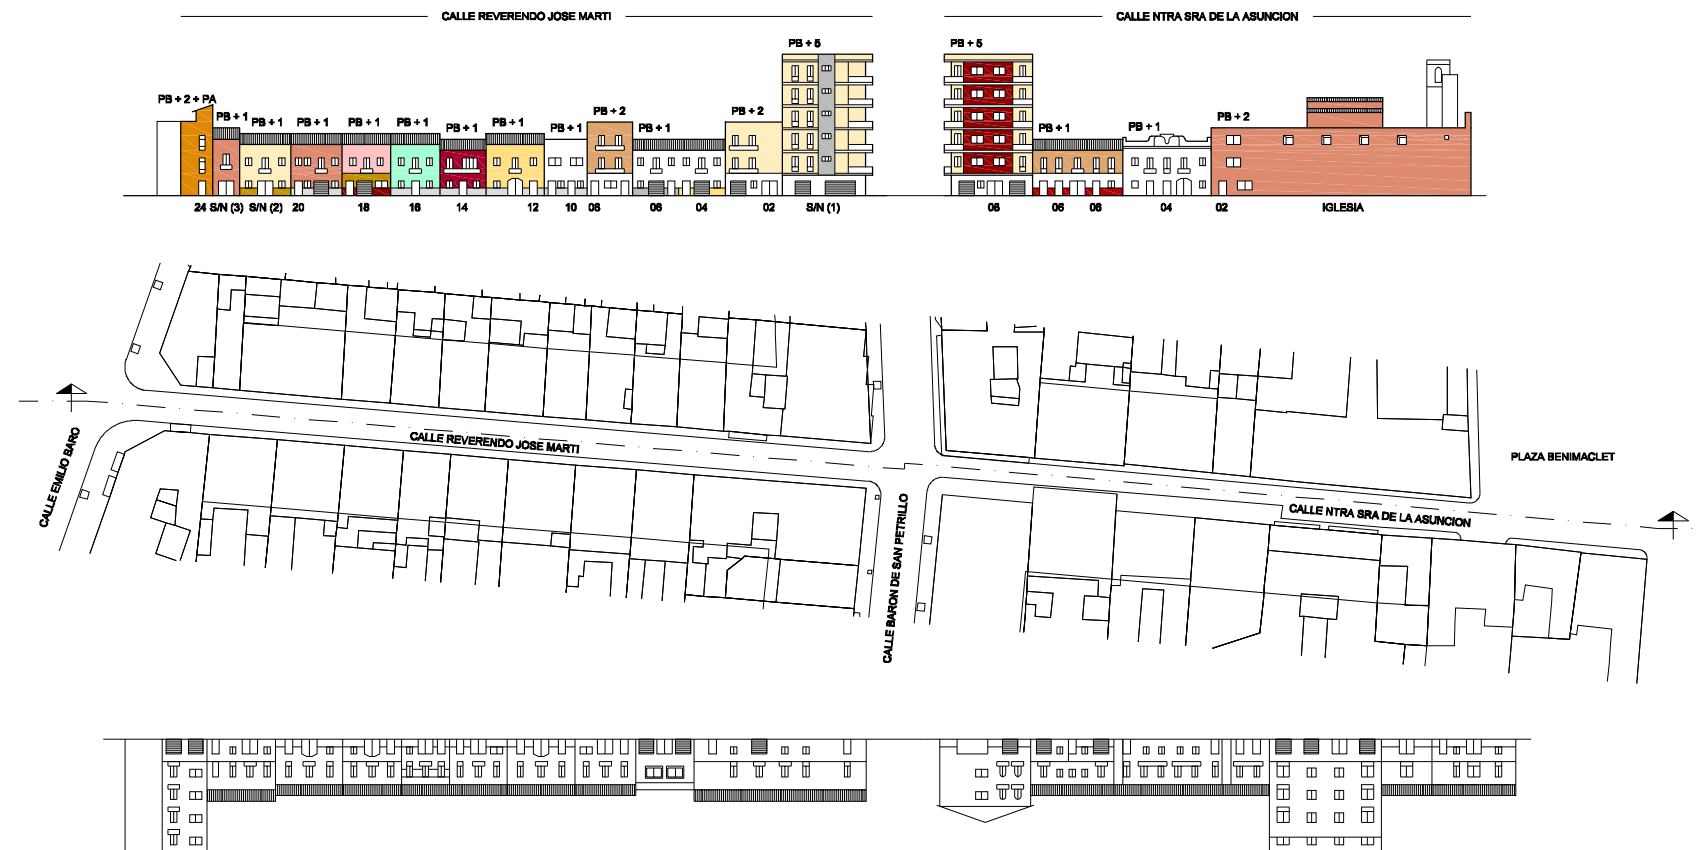 CALLE REVERENDO JOSE MARTI
CALLE NTRA SRA DE LA ASUNCION
PB + 5
PB + 5
PB + 2 + PA
PB + 1
PB + 1
PB + 1
PB + 1
PB + 1
PB + 1
PB + 1
PB + 1
PB + 2
PB + 1
PB + 2
PB + 1
PB + 1
PB + 2
24 S/N (3) S/N (2) 20 18 16 14 12 10 08 06 04 02 S/N (1)
08 06 06 04 02 IGLESIA
CALLE EMILIO BARO
CALLE REVERENDO JOSE MARTI
PLAZA BENIMACLET
CALLE NTRA SRA DE LA ASUNCION
CALLE BARON DE SAN PETRILLO